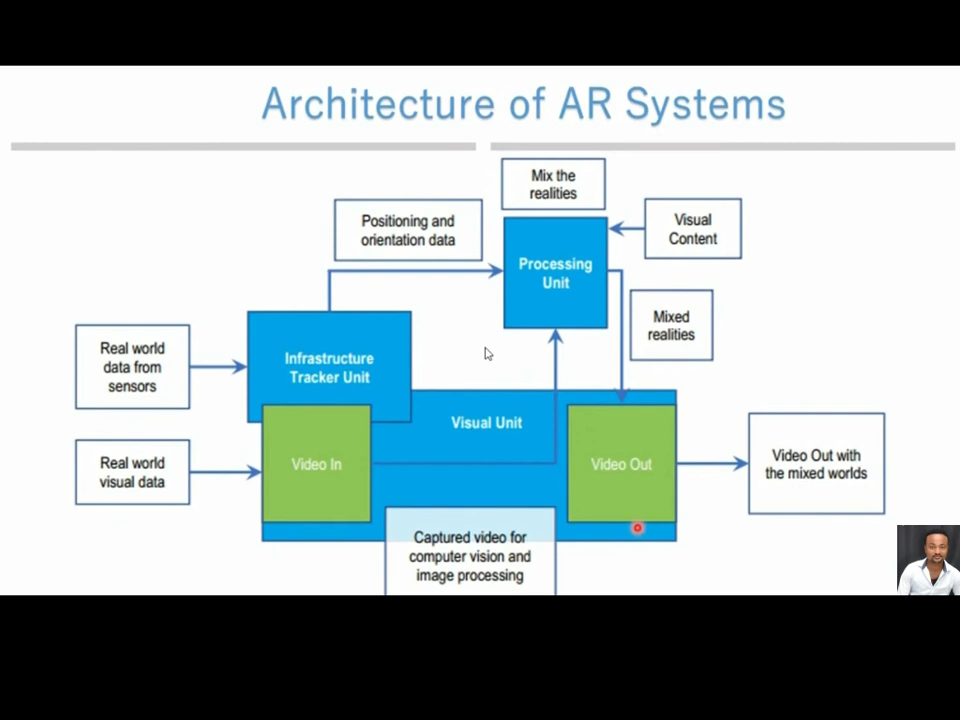 Architecture of AR Systems
Mix the
realities
Positioning and
orientation data
Visual
Content
Processing
Unit
Mixed
realities
Real world
data from
sensors
Infrastructure
Tracker Unit
Visual Unit
Real world
visual data
Video In
Video Out
Video Out with
the mixed worlds
Captured video for
computer vision and
image processing